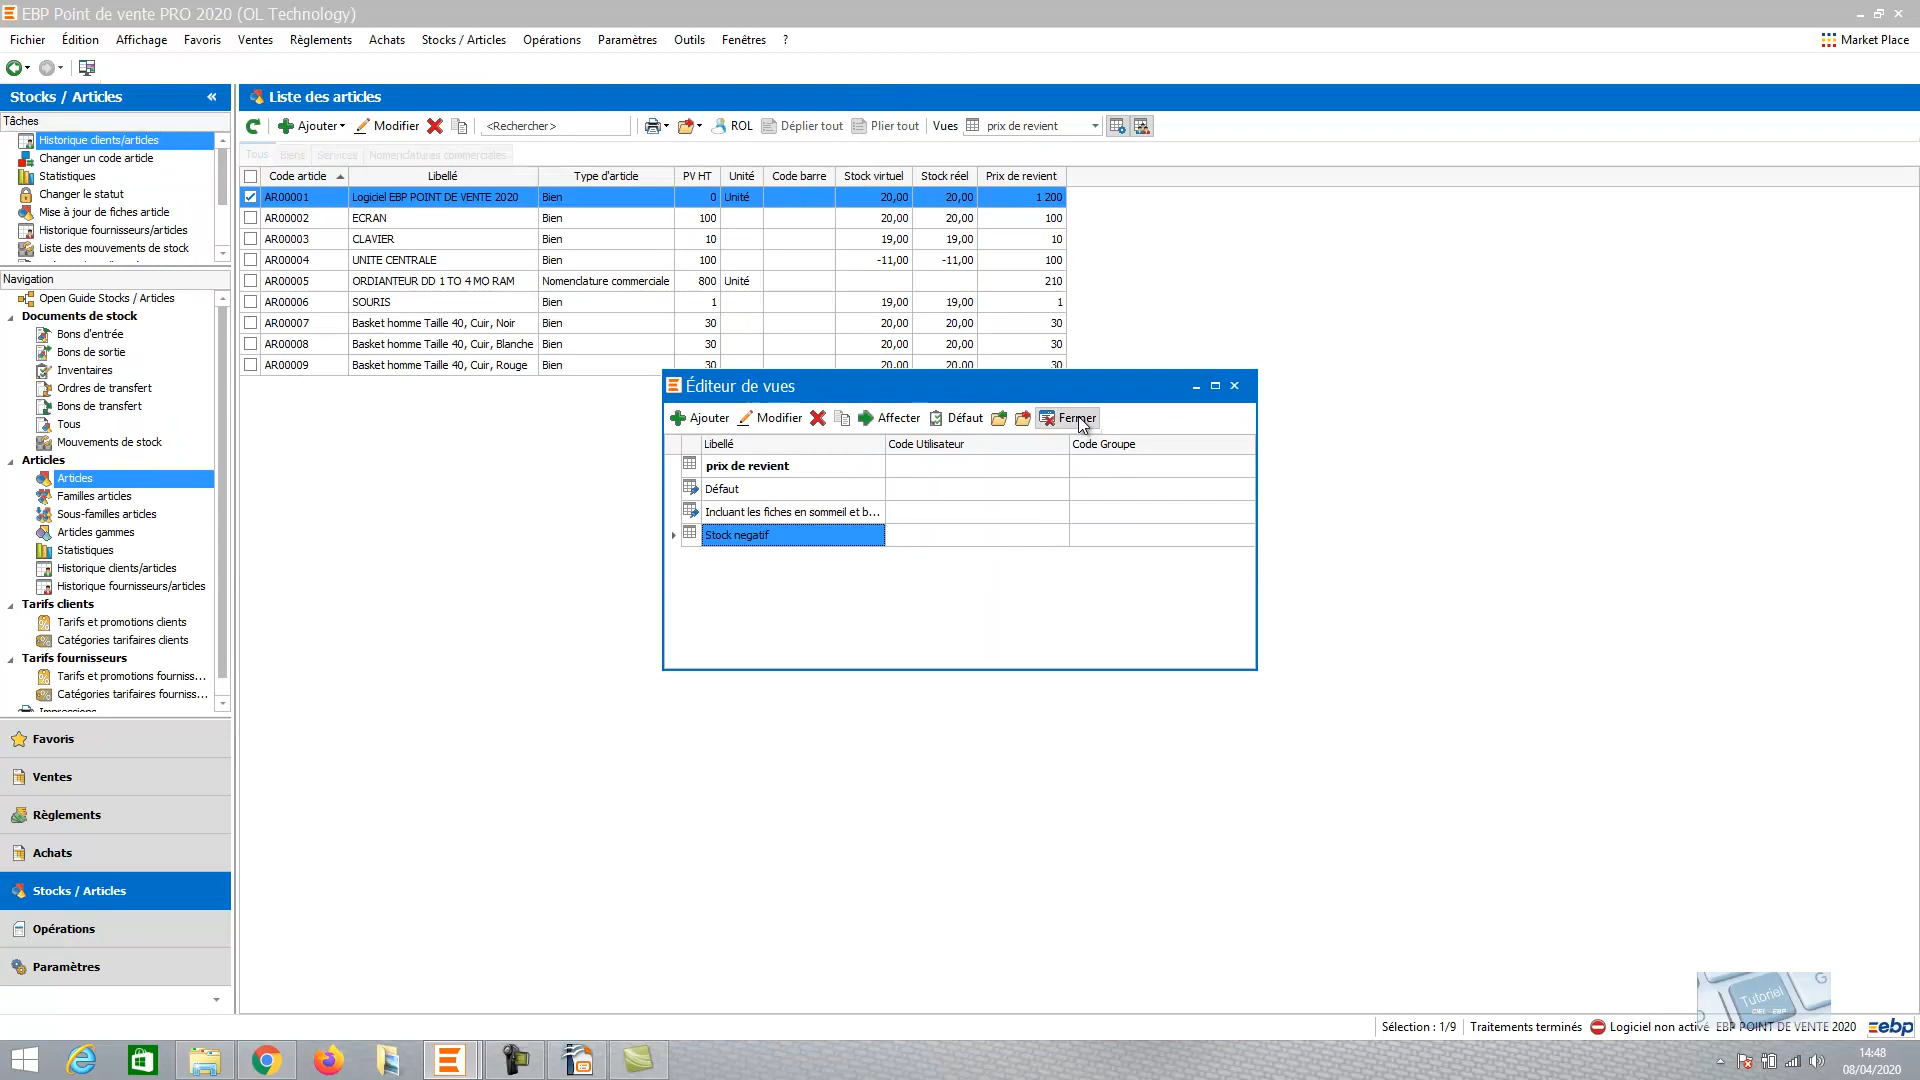 EBP Point de vente PRO 2020 (OL Technology)
Fichier Édition Affichage Favoris Ventes Règlements Achats Stocks / Articles Opérations Paramètres Outils Fenêtres ? Market Place
Stocks / Articles «
Tâches
Historique clients/articles
Changer un code article
Statistiques
Changer le statut
Mise à jour de fiches article
Historique fournisseurs/articles
Liste des mouvements de stock
Navigation
Open Guide Stocks / Articles
Documents de stock
Bons d'entrée
Bons de sortie
Inventaires
Ordres de transfert
Bons de transfert
Tous
Mouvements de stock
Articles
Articles
Familles articles
Sous-familles articles
Articles gammes
Statistiques
Historique clients/articles
Historique fournisseurs/articles
Tarifs clients
Tarifs et promotions clients
Catégories tarifaires clients
Tarifs fournisseurs
Tarifs et promotions fourniss...
Catégories tarifaires fourniss...
Impressions
Favoris
Ventes
Règlements
Achats
Stocks / Articles
Opérations
Paramètres
Liste des articles
Ajouter Modifier <Rechercher> ROL Déplier tout Plier tout Vues prix de revient
Tous Biens Services Nomenclatures commerciales
Code article Libellé Type d'article PV HT Unité Code barre Stock virtuel Stock réel Prix de revient
AR00001 Logiciel EBP POINT DE VENTE 2020 Bien 0 Unité 20,00 20,00 1 200
AR00002 ECRAN Bien 100 20,00 20,00 100
AR00003 CLAVIER Bien 10 19,00 19,00 10
AR00004 UNITE CENTRALE Bien 100 -11,00 -11,00 100
AR00005 ORDIANTEUR DD 1 TO 4 MO RAM Nomenclature commerciale 800 Unité 210
AR00006 SOURIS Bien 1 19,00 19,00 1
AR00007 Basket homme Taille 40, Cuir, Noir Bien 30 20,00 20,00 30
AR00008 Basket homme Taille 40, Cuir, Blanche Bien 30 20,00 20,00 30
AR00009 Basket homme Taille 40, Cuir, Rouge Bien 30 20,00 20,00 30
Éditeur de vues
Ajouter Modifier Affecter Défaut Fermer
Libellé Code Utilisateur Code Groupe
prix de revient
Défaut
Incluant les fiches en sommeil et b...
Stock negatif
Tutoriel
CIEL - EBP
G
Sélection : 1/9 Traitements terminés Logiciel non activé EBP POINT DE VENTE 2020 ebp
14:48
08/04/2020